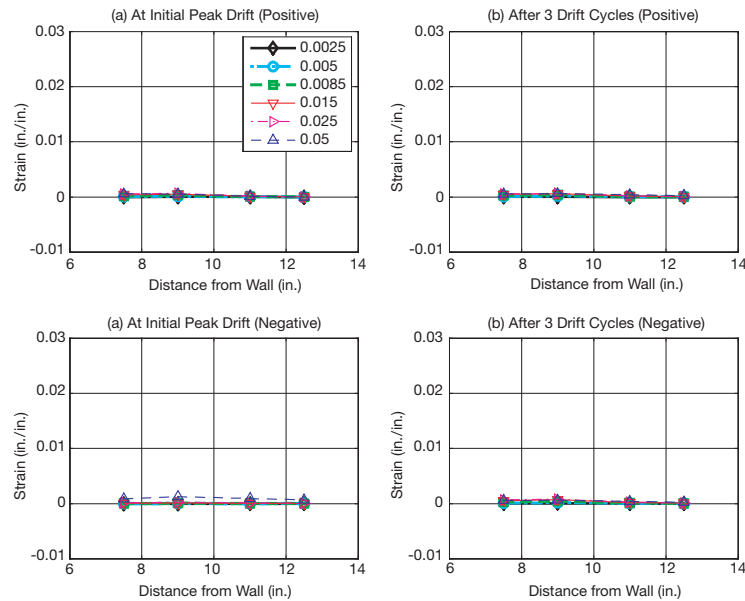 (a) At Initial Peak Drift (Positive)
0.03
0.02
0.01
0
-0.01
Strain (in./in.)
6 8 10 12 14
Distance from Wall (in.)
0.0025
0.005
0.0085
0.015
0.025
0.05
(b) After 3 Drift Cycles (Positive)
0.03
0.02
0.01
0
-0.01
Strain (in./in.)
6 8 10 12 14
Distance from Wall (in.)
(a) At Initial Peak Drift (Negative)
0.03
0.02
0.01
0
-0.01
Strain (in./in.)
6 8 10 12 14
Distance from Wall (in.)
(b) After 3 Drift Cycles (Negative)
0.03
0.02
0.01
0
-0.01
Strain (in./in.)
6 8 10 12 14
Distance from Wall (in.)